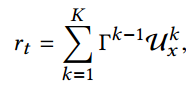 r_t = \sum_{k=1}^{K} \Gamma^{k-1} \mathcal{U}_x^k,